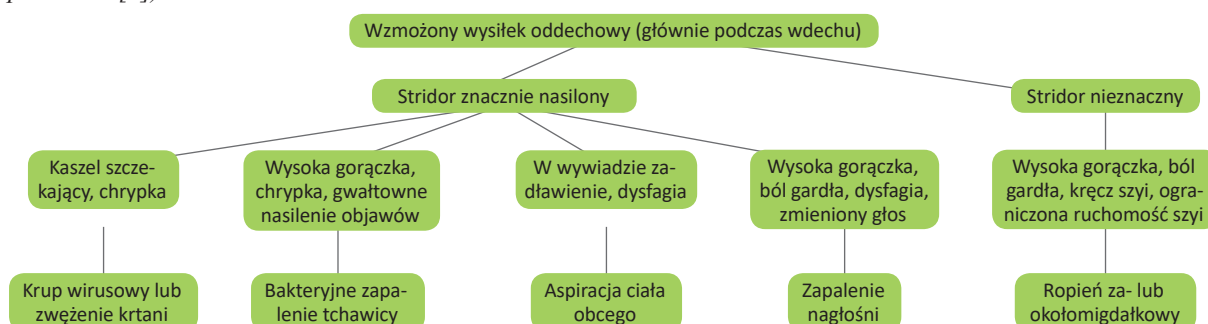 Wzmożony wysiłek oddechowy (głównie podczas wdechu)
Stridor znacznie nasilony
Stridor nieznaczny
Kaszel szcze-
kający, chrypka
Wysoka gorączka,
chrypka, gwałtowne
nasilenie objawów
W wywiadzie za-
dławienie, dysfagia
Wysoka gorączka,
ból gardła, dysfagia,
zmieniony głos
Wysoka gorączka, ból
gardła, kręcz szyi, ogra-
niczona ruchomość szyi
Krup wirusowy lub
zwężenie krtani
Bakteryjne zapa-
lenie tchawicy
Aspiracja ciała
obcego
Zapalenie
nagłośni
Ropień za- lub
okołomigdałkowy